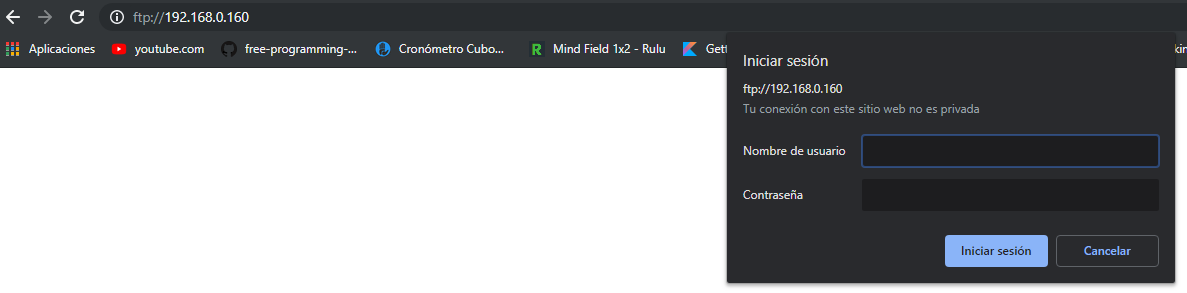 ftp://192.168.0.160
Aplicaciones youtube.com free-programming-... Cronómetro Cubo... Mind Field 1x2 - Rulu Gett
Iniciar sesión
ftp://192.168.0.160
Tu conexión con este sitio web no es privada
Nombre de usuario
Contraseña
Iniciar sesión Cancelar